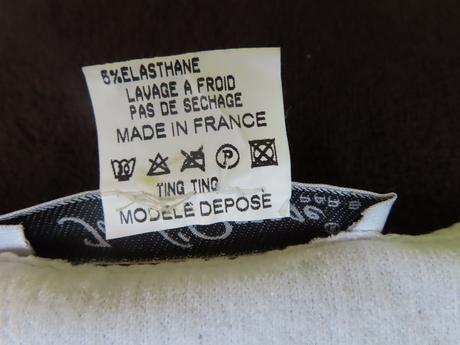 5%ELASTHANE
LAVAGE A FROID
PAS DE SECHAGE
MADE IN FRANCE
P
TING TING
MODELE DEPOSE